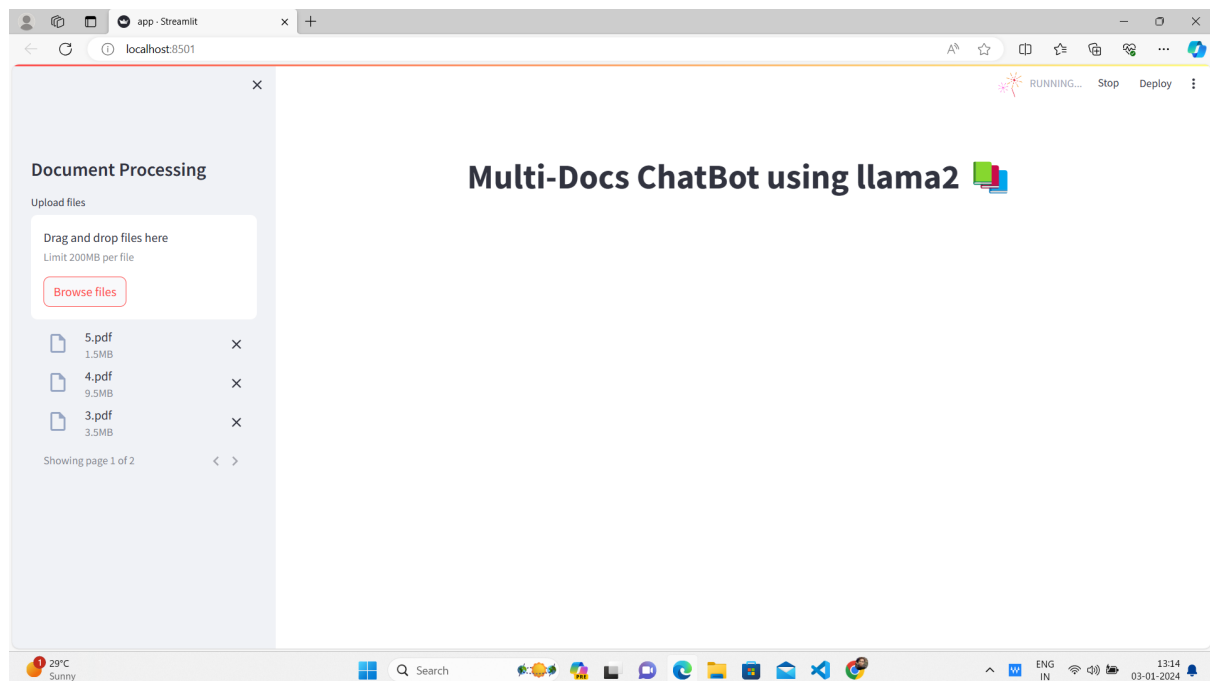 app · Streamlit
localhost:8501
RUNNING...
Stop
Deploy
Document Processing
Upload files
Drag and drop files here
Limit 200MB per file
Browse files
5.pdf
1.5MB
4.pdf
9.5MB
3.pdf
3.5MB
Showing page 1 of 2
Multi-Docs ChatBot using llama2
1
29°C
Sunny
Search
PRE
ENG
IN
13:14
03-01-2024